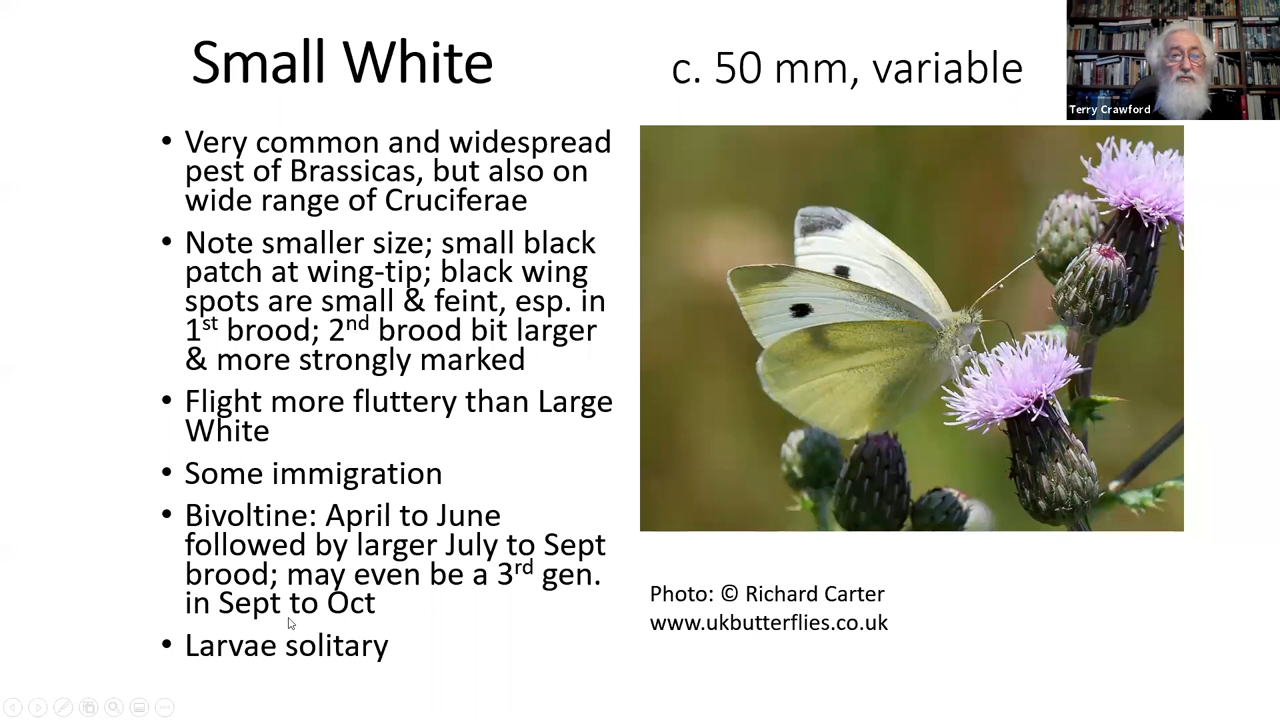 Small White
c. 50 mm, variable
Terry Crawford
• Very common and widespread
pest of Brassicas, but also on
wide range of Cruciferae
• Note smaller size; small black
patch at wing-tip; black wing
spots are small & feint, esp. in
1st brood; 2nd brood bit larger
& more strongly marked
• Flight more fluttery than Large
White
• Some immigration
• Bivoltine: April to June
followed by larger July to Sept
brood; may even be a 3rd gen.
in Sept to Oct
• Larvae solitary
Photo: © Richard Carter
www.ukbutterflies.co.uk